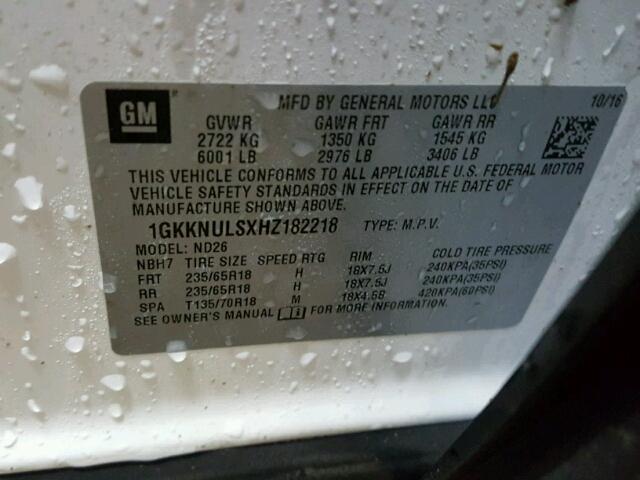 GM
MFD BY GENERAL MOTORS LLC 10/16
GVWR GAWR FRT GAWR RR
2722 KG 1350 KG 1545 KG
6001 LB 2976 LB 3406 LB
THIS VEHICLE CONFORMS TO ALL APPLICABLE U.S. FEDERAL MOTOR
VEHICLE SAFETY STANDARDS IN EFFECT ON THE DATE OF
MANUFACTURE SHOWN ABOVE.
1GKKNULSXHZ182218 TYPE: M.P.V.
MODEL: ND26
NBH7 TIRE SIZE SPEED RTG RIM COLD TIRE PRESSURE
FRT 235/65R18 H 18X7.5J 240KPA(35PSI)
RR 235/65R18 H 18X7.5J 240KPA(35PSI)
SPA T135/70R18 M 18X4.5B 420KPA(60PSI)
SEE OWNER'S MANUAL FOR MORE INFORMATION.